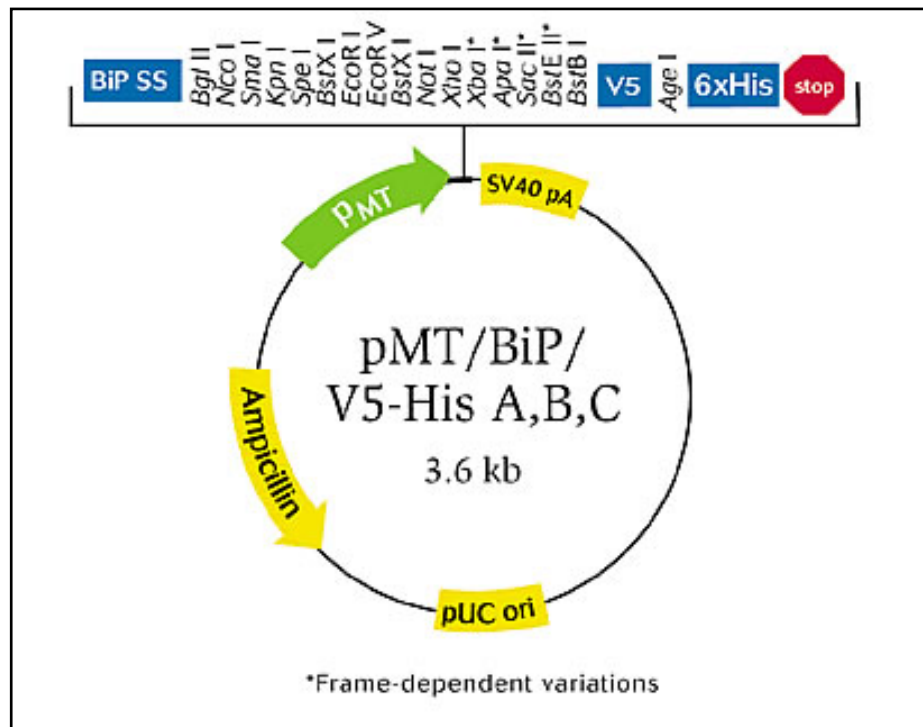 BiP SS
Bgl II
Nco I
Sma I
Kpn I
Spe I
BstX I
EcoR I
EcoR V
BstX I
Not I
Xho I
Xba I*
Apa I*
Sac II*
BstE II*
BstB I
V5
Age I
6xHis
stop
PMT
SV40 pA
pMT/BiP/
V5-His A,B,C
3.6 kb
Ampicillin
pUC ori
*Frame-dependent variations